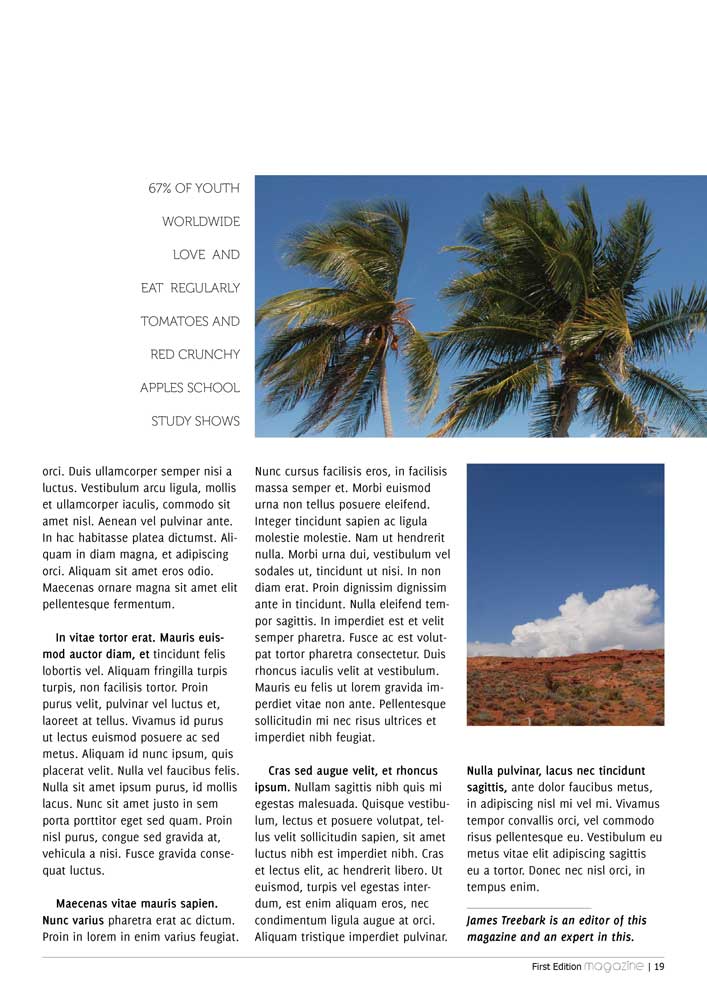 67% OF YOUTH
WORLDWIDE
LOVE AND
EAT REGULARLY
TOMATOES AND
RED CRUNCHY
APPLES SCHOOL
STUDY SHOWS
orci. Duis ullamcorper semper nisi a
luctus. Vestibulum arcu ligula, mollis
et ullamcorper iaculis, commodo sit
amet nisl. Aenean vel pulvinar ante.
In hac habitasse platea dictumst. Ali-
quam in diam magna, et adipiscing
orci. Aliquam sit amet eros odio.
Maecenas ornare magna sit amet elit
pellentesque fermentum.
In vitae tortor erat. Mauris euis-
mod auctor diam, et tincidunt felis
lobortis vel. Aliquam fringilla turpis
turpis, non facilisis tortor. Proin
purus velit, pulvinar vel luctus et,
laoreet at tellus. Vivamus id purus
ut lectus euismod posuere ac sed
metus. Aliquam id nunc ipsum, quis
placerat velit. Nulla vel faucibus felis.
Nulla sit amet ipsum purus, id mollis
lacus. Nunc sit amet justo in sem
porta porttitor eget sed quam. Proin
nisl purus, congue sed gravida at,
vehicula a nisi. Fusce gravida conse-
quat luctus.
Maecenas vitae mauris sapien.
Nunc varius pharetra erat ac dictum.
Proin in lorem in enim varius feugiat.
Nunc cursus facilisis eros, in facilisis
massa semper et. Morbi euismod
urna non tellus posuere eleifend.
Integer tincidunt sapien ac ligula
molestie molestie. Nam ut hendrerit
nulla. Morbi urna dui, vestibulum vel
sodales ut, tincidunt ut nisi. In non
diam erat. Proin dignissim dignissim
ante in tincidunt. Nulla eleifend tem-
por sagittis. In imperdiet est et velit
semper pharetra. Fusce ac est volut-
pat tortor pharetra consectetur. Duis
rhoncus iaculis velit at vestibulum.
Mauris eu felis ut lorem gravida im-
perdiet vitae non ante. Pellentesque
sollicitudin mi nec risus ultrices et
imperdiet nibh feugiat.
Cras sed augue velit, et rhoncus
ipsum. Nullam sagittis nibh quis mi
egestas malesuada. Quisque vestibu-
lum, lectus et posuere volutpat, tel-
lus velit sollicitudin sapien, sit amet
luctus nibh est imperdiet nibh. Cras
et lectus elit, ac hendrerit libero. Ut
euismod, turpis vel egestas inter-
dum, est enim aliquam eros, nec
condimentum ligula augue at orci.
Aliquam tristique imperdiet pulvinar.
Nulla pulvinar, lacus nec tincidunt
sagittis, ante dolor faucibus metus,
in adipiscing nisl mi vel mi. Vivamus
tempor convallis orci, vel commodo
risus pellentesque eu. Vestibulum eu
metus vitae elit adipiscing sagittis
eu a tortor. Donec nec nisl orci, in
tempus enim.
James Treebark is an editor of this
magazine and an expert in this.
First Edition magazine | 19